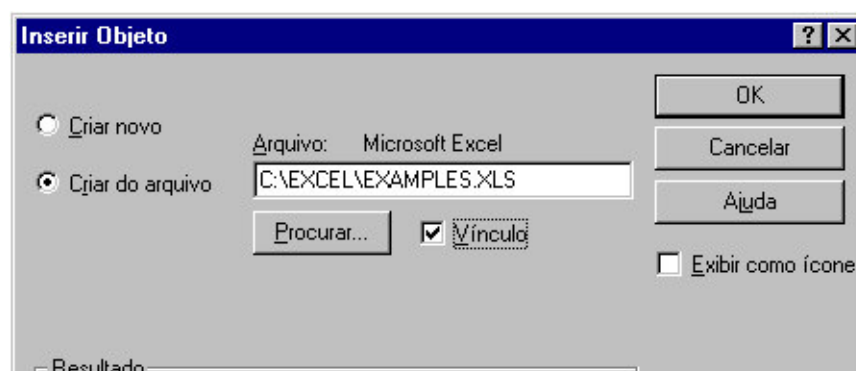 Inserir Objeto
OK
Criar novo
Arquivo: Microsoft Excel
Cancelar
Criar do arquivo
C:\EXCEL\EXAMPLES.XLS
Ajuda
Procurar...
Vínculo
Exibir como ícone
Resultado